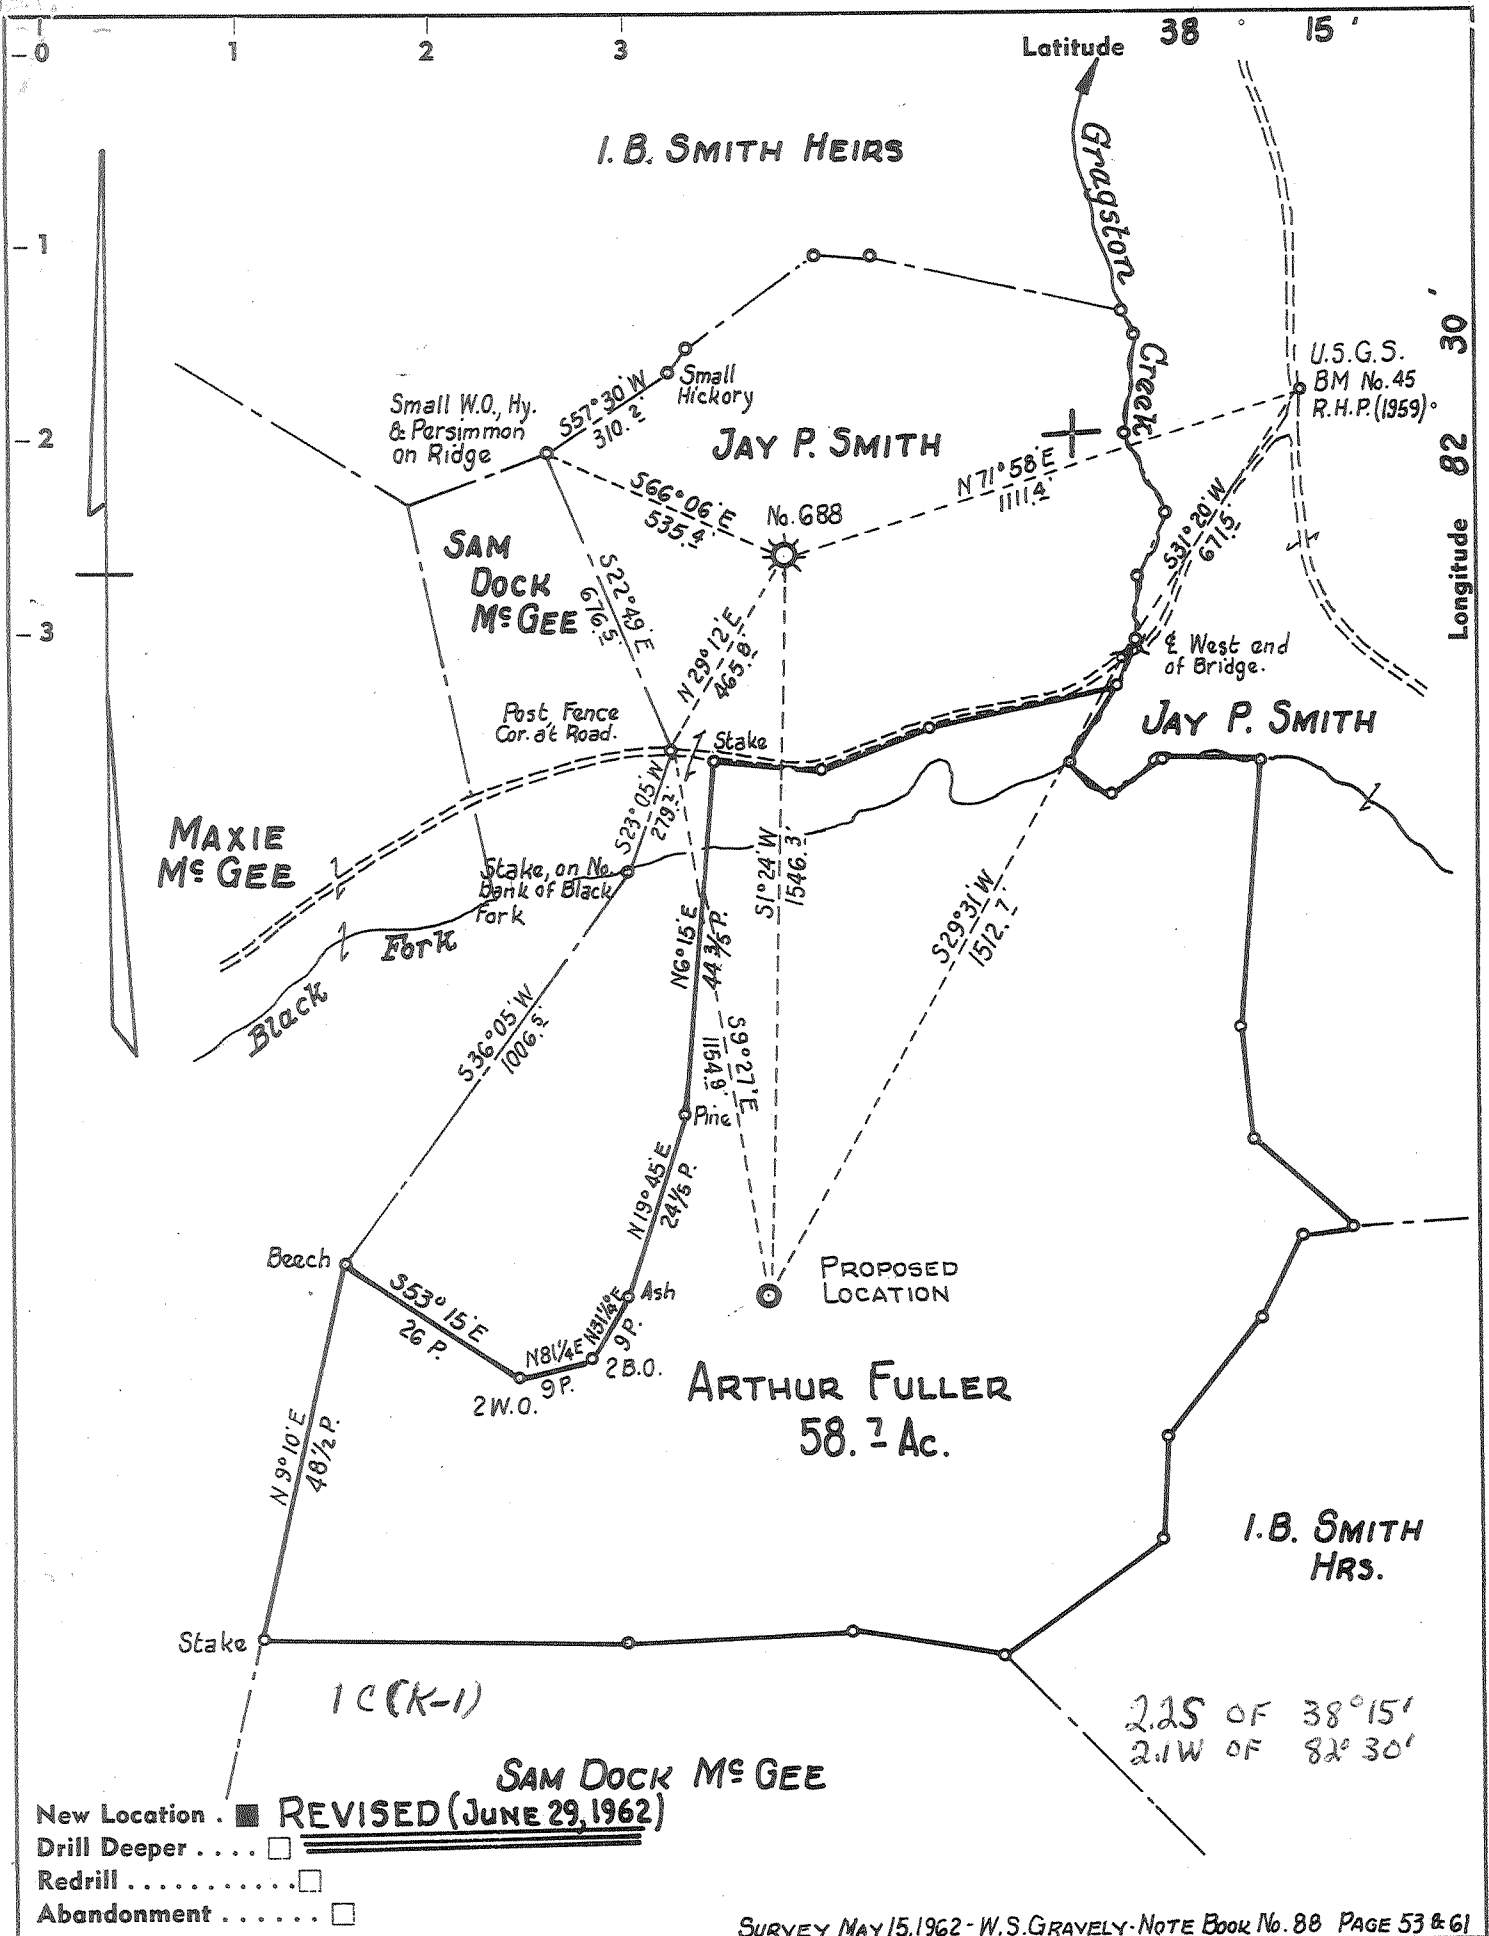 0
1
2
3
Latitude 38° 15'
I. B. SMITH HEIRS
Gragston Creek
1
2
3
Longitude 82 30'
U.S.G.S.
BM No. 45
R.H.P. (1959)
Small W.O., Hy.
& Persimmon
on Ridge
S57°30'W
310.2
Small
Hickory
JAY P. SMITH
N 71°58'E
1111.4'
S66°06'E
535.4'
No. 688
SAM
DOCK
McGEE
S22°49'E
676.5'
S31°20'W
671.5
N 29°12'E
465.8'
℄ West end
of Bridge.
Post, Fence
Cor. at Road.
Stake
JAY P. SMITH
MAXIE
McGEE
S23°05'W
279.2'
Stake, on No.
Bank of Black
Fork
S1°24'W
1546.3'
S29°31'W
1512.7
N6°15'E
44 3/5 P.
Black Fork
S36°05'W
1006.5'
S9°27'E
1154.9'
Pine
N 19°45'E
24 1/5 P.
Beech
S53°15'E
26 P.
Ash
N31¼°E
9 P.
N81¼E
9 P.
2 B.O.
2 W.O.
PROPOSED
LOCATION
ARTHUR FULLER
58.7 Ac.
N 9°10'E
48 1/2 P.
I.B. SMITH
HRS.
Stake
1 C (K-1)
2.2S OF 38°15'
2.1W OF 82°30'
SAM DOCK McGEE
New Location . ■ REVISED (JUNE 29, 1962)
Drill Deeper . . . . □
Redrill . . . . . . . . . . . □
Abandonment . . . . . . □
SURVEY MAY 15, 1962 - W.S. GRAVELY - NOTE BOOK No. 88 PAGE 53 & 61